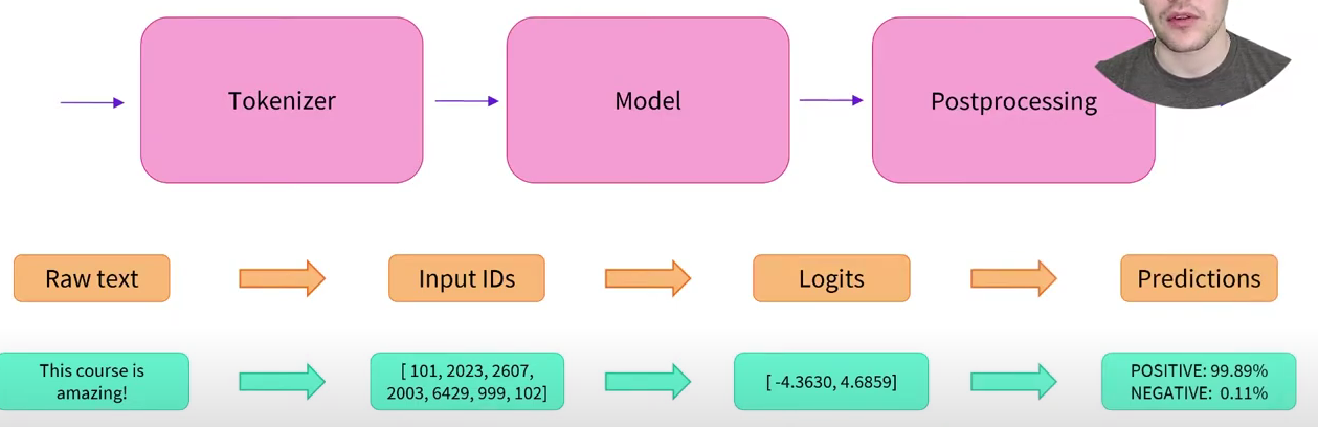 Tokenizer
Model
Postprocessing
Raw text
Input IDs
Logits
Predictions
This course is
amazing!
[ 101, 2023, 2607,
2003, 6429, 999, 102]
[ -4.3630, 4.6859]
POSITIVE: 99.89%
NEGATIVE: 0.11%